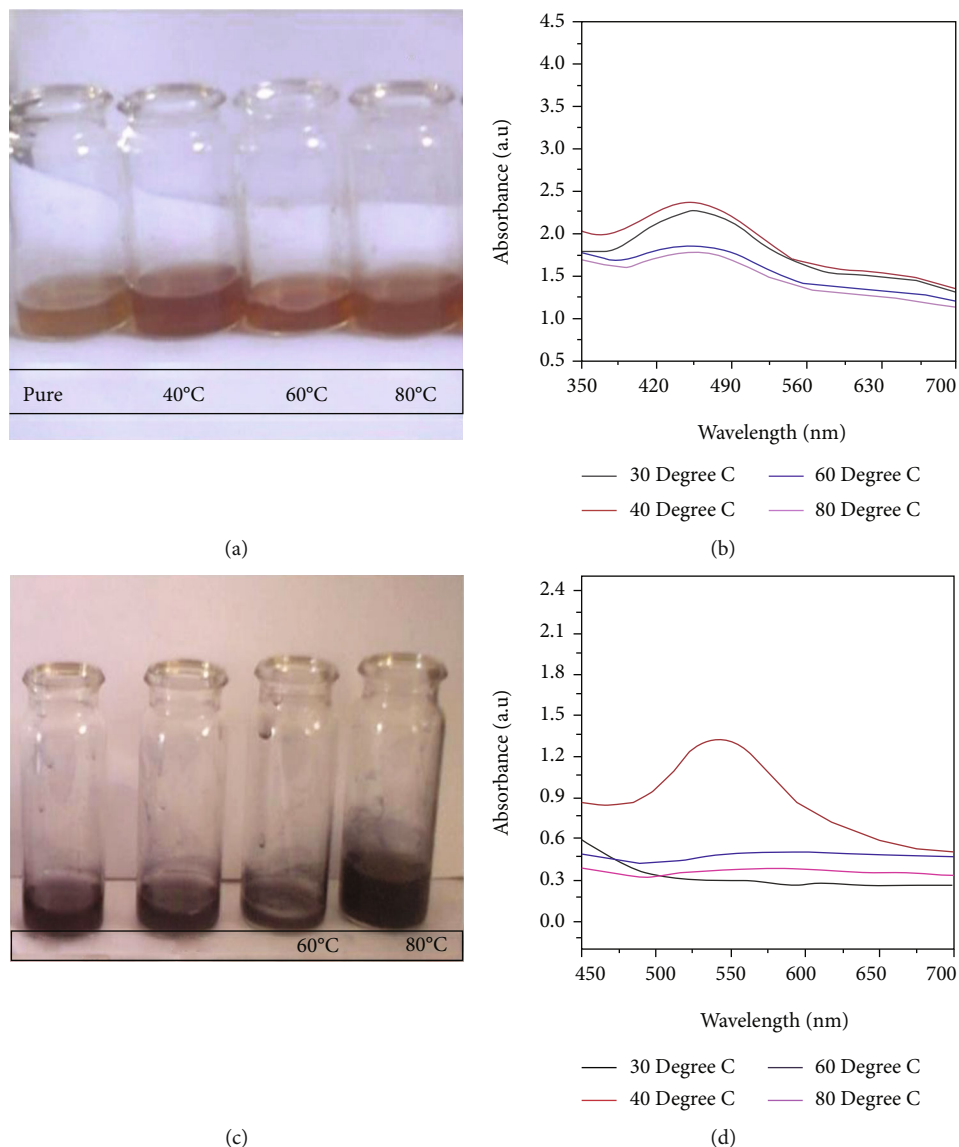 Pure 40°C 60°C 80°C
(a)
4.5
4.0
3.5
3.0
2.5
2.0
1.5
1.0
0.5
Absorbance (a.u)
350 420 490 560 630 700
Wavelength (nm)
30 Degree C 60 Degree C
40 Degree C 80 Degree C
(b)
60°C 80°C
(c)
2.4
2.1
1.8
1.5
1.2
0.9
0.6
0.3
0.0
Absorbance (a.u)
450 500 550 600 650 700
Wavelength (nm)
30 Degree C 60 Degree C
40 Degree C 80 Degree C
(d)